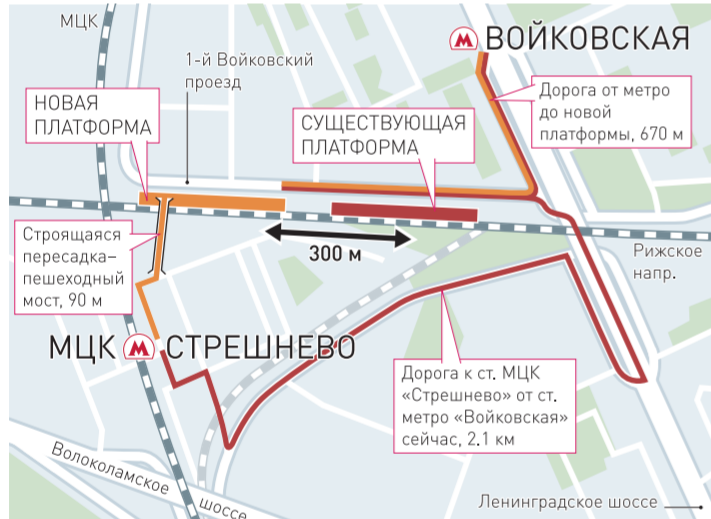 МЦК
М ВОЙКОВСКАЯ
1-й Войковский
проезд
НОВАЯ
ПЛАТФОРМА
СУЩЕСТВУЮЩАЯ
ПЛАТФОРМА
Дорога от метро
до новой
платформы, 670 м
Строящаяся
пересадка–
пешеходный
мост, 90 м
300 м
Рижское
напр.
МЦК М СТРЕШНЕВО
Дорога к ст. МЦК
«Стрешнево» от ст.
метро «Войковская»
сейчас, 2.1 км
Волоколамское
шоссе
Ленинградское шоссе